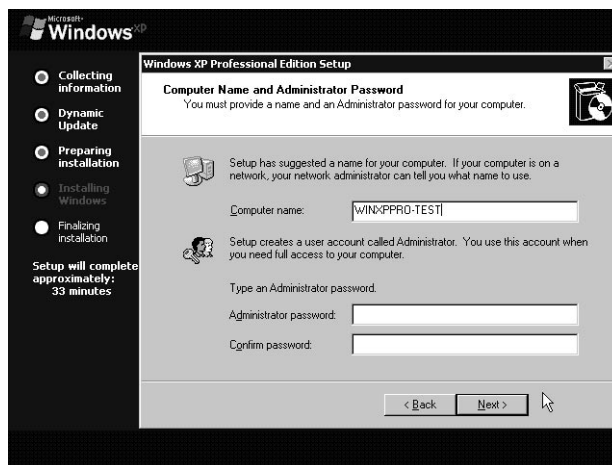 Microsoft
Windows xp
Collecting
information
Dynamic
Update
Preparing
installation
Installing
Windows
Finalizing
installation
Setup will complete
approximately:
33 minutes
Windows XP Professional Edition Setup
Computer Name and Administrator Password
You must provide a name and an Administrator password for your computer.
Setup has suggested a name for your computer. If your computer is on a
network, your network administrator can tell you what name to use.
Computer name:
WINXPPRO-TEST
Setup creates a user account called Administrator. You use this account when
you need full access to your computer.
Type an Administrator password.
Administrator password:
Confirm password:
< Back
Next >